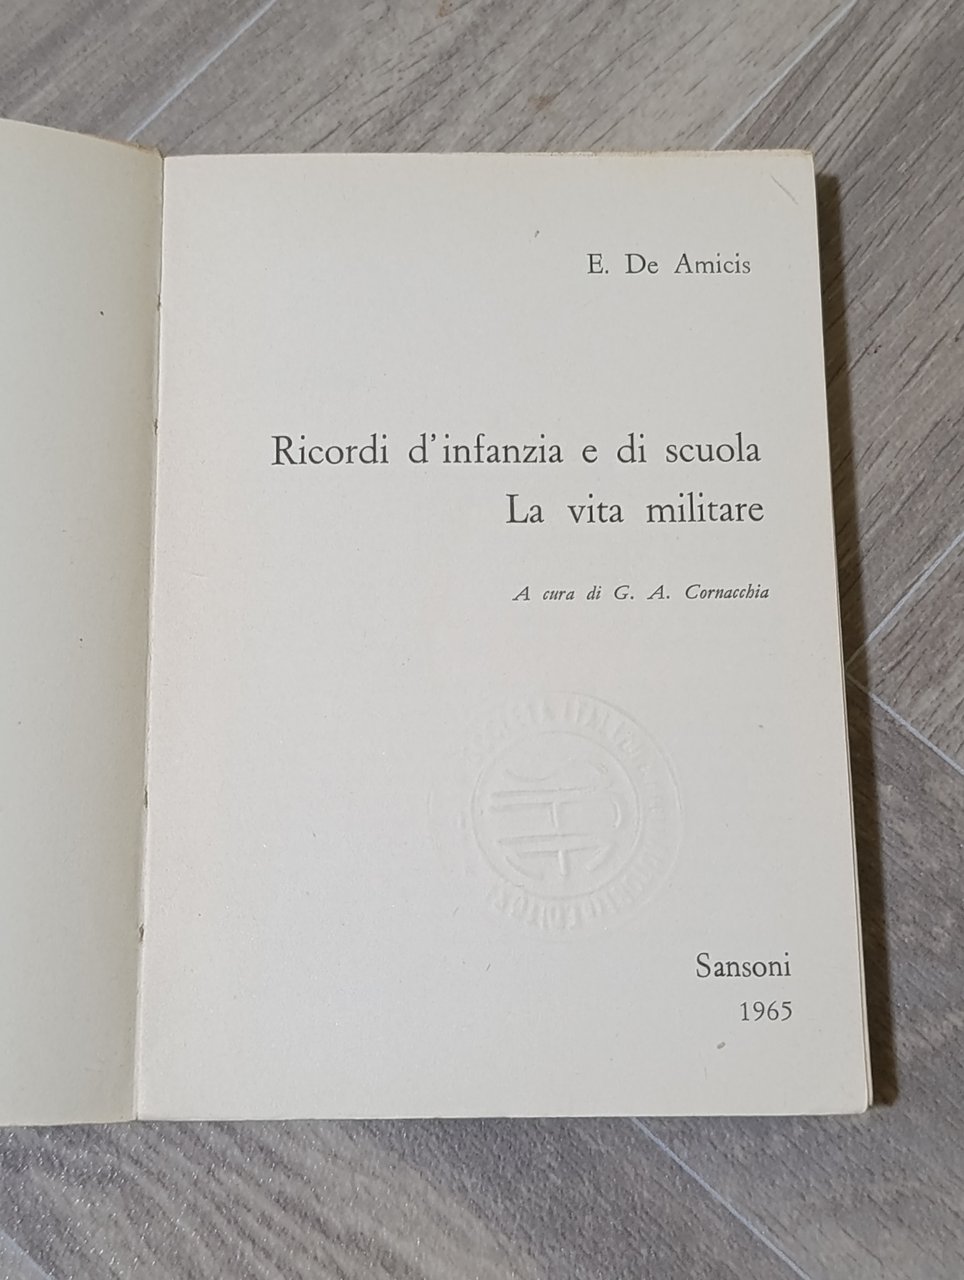 E. De Amicis
Ricordi d'infanzia e di scuola
La vita militare
A cura di G. A. Cornacchia
Sansoni
1965